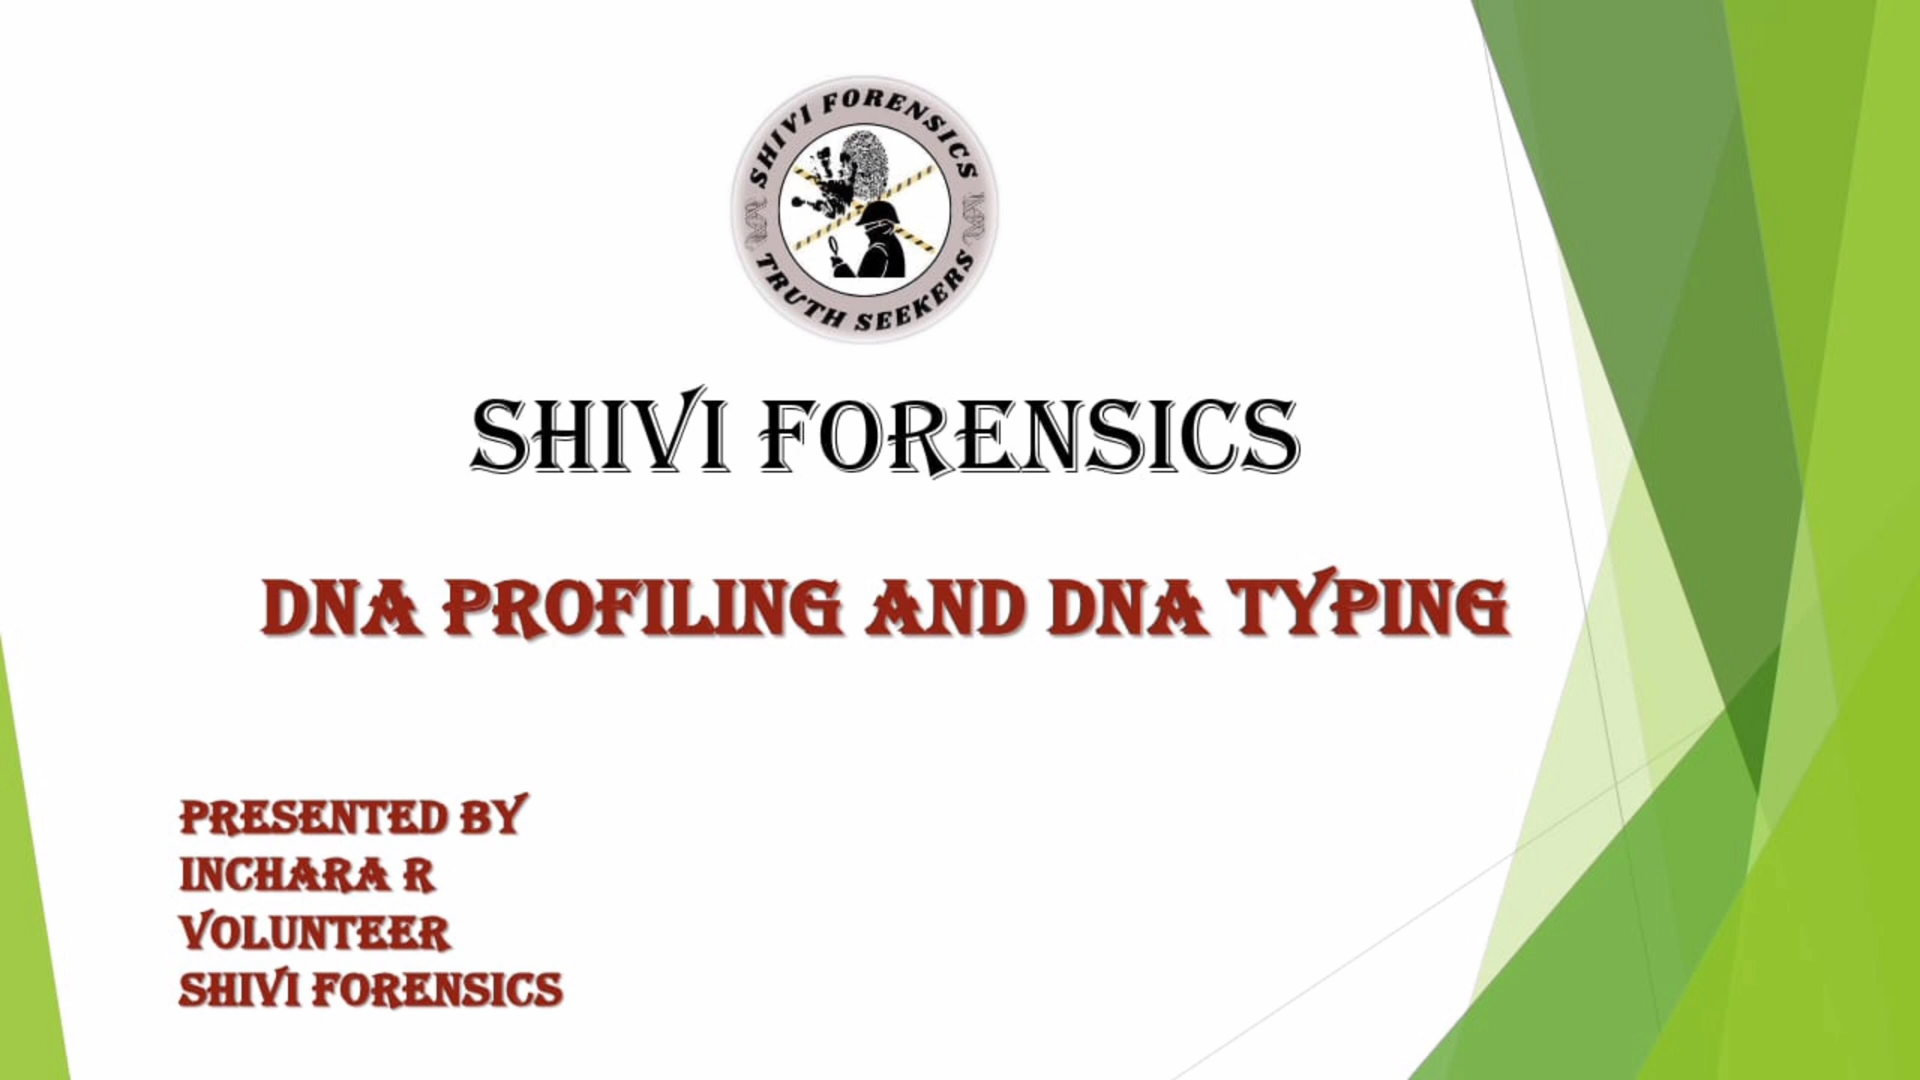 SHIVI FORENSICS
TRUTH SEEKERS
SHIVI FORENSICS
DNA PROFILING AND DNA TYPING
PRESENTED BY
INCHARA R
VOLUNTEER
SHIVI FORENSICS